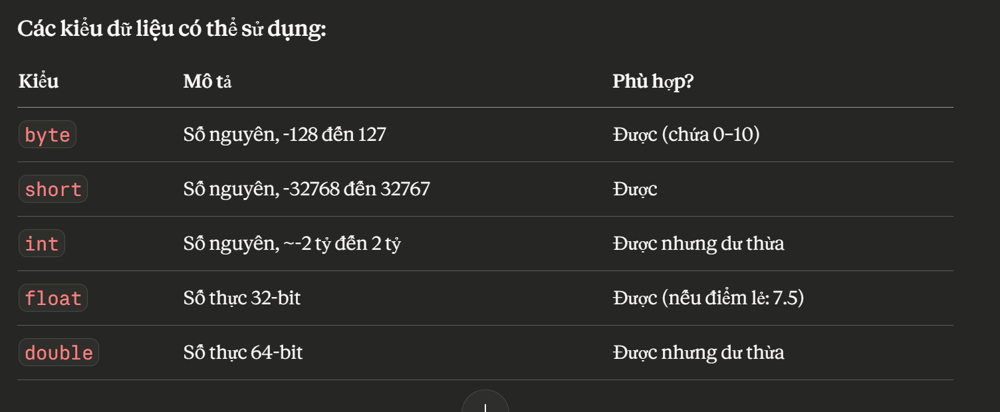 Các kiểu dữ liệu có thể sử dụng:
Kiểu Mô tả Phù hợp?
byte Số nguyên, -128 đến 127 Được (chứa 0–10)
short Số nguyên, -32768 đến 32767 Được
int Số nguyên, ~-2 tỷ đến 2 tỷ Được nhưng dư thừa
float Số thực 32-bit Được (nếu điểm lẻ: 7.5)
double Số thực 64-bit Được nhưng dư thừa